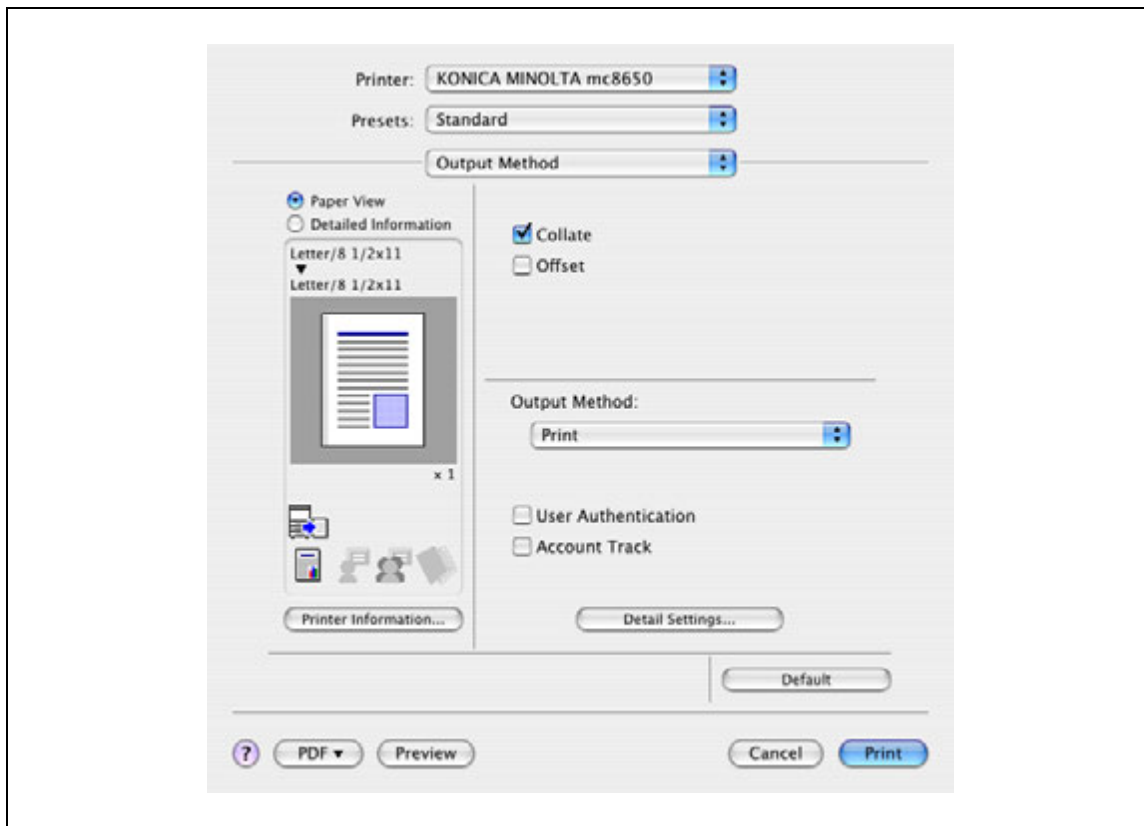 Printer: KONICA MINOLTA mc8650
Presets: Standard
Output Method
Paper View
Detailed Information
Letter/8 1/2x11
Letter/8 1/2x11
x 1
Printer Information...
Collate
Offset
Output Method:
Print
User Authentication
Account Track
Detail Settings...
Default
? PDF Preview Cancel Print